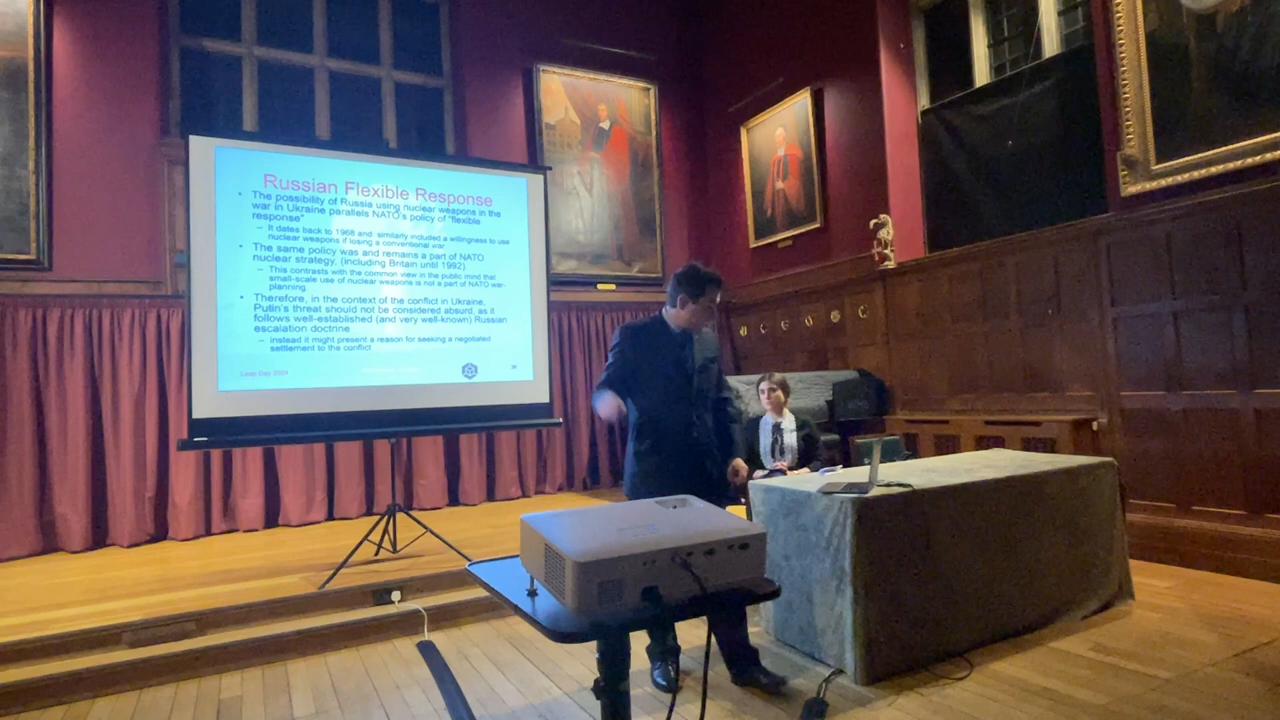 Russian Flexible Response
• The possibility of Russia using nuclear weapons in the
war in Ukraine parallels NATO's policy of "flexible
response"
– It dates back to 1968 and similarly included a willingness to use
nuclear weapons if losing a conventional war
• The same policy was and remains a part of NATO
nuclear strategy, (including Britain until 1992)
– This contrasts with the common view in the public mind that
small-scale use of nuclear weapons is not a part of NATO war-
planning
• Therefore, in the context of the conflict in Ukraine,
Putin's threat should not be considered absurd, as it
follows well-established (and very well-known) Russian
escalation doctrine
– instead it might present a reason for seeking a negotiated
settlement to the conflict
Leap Day 2024